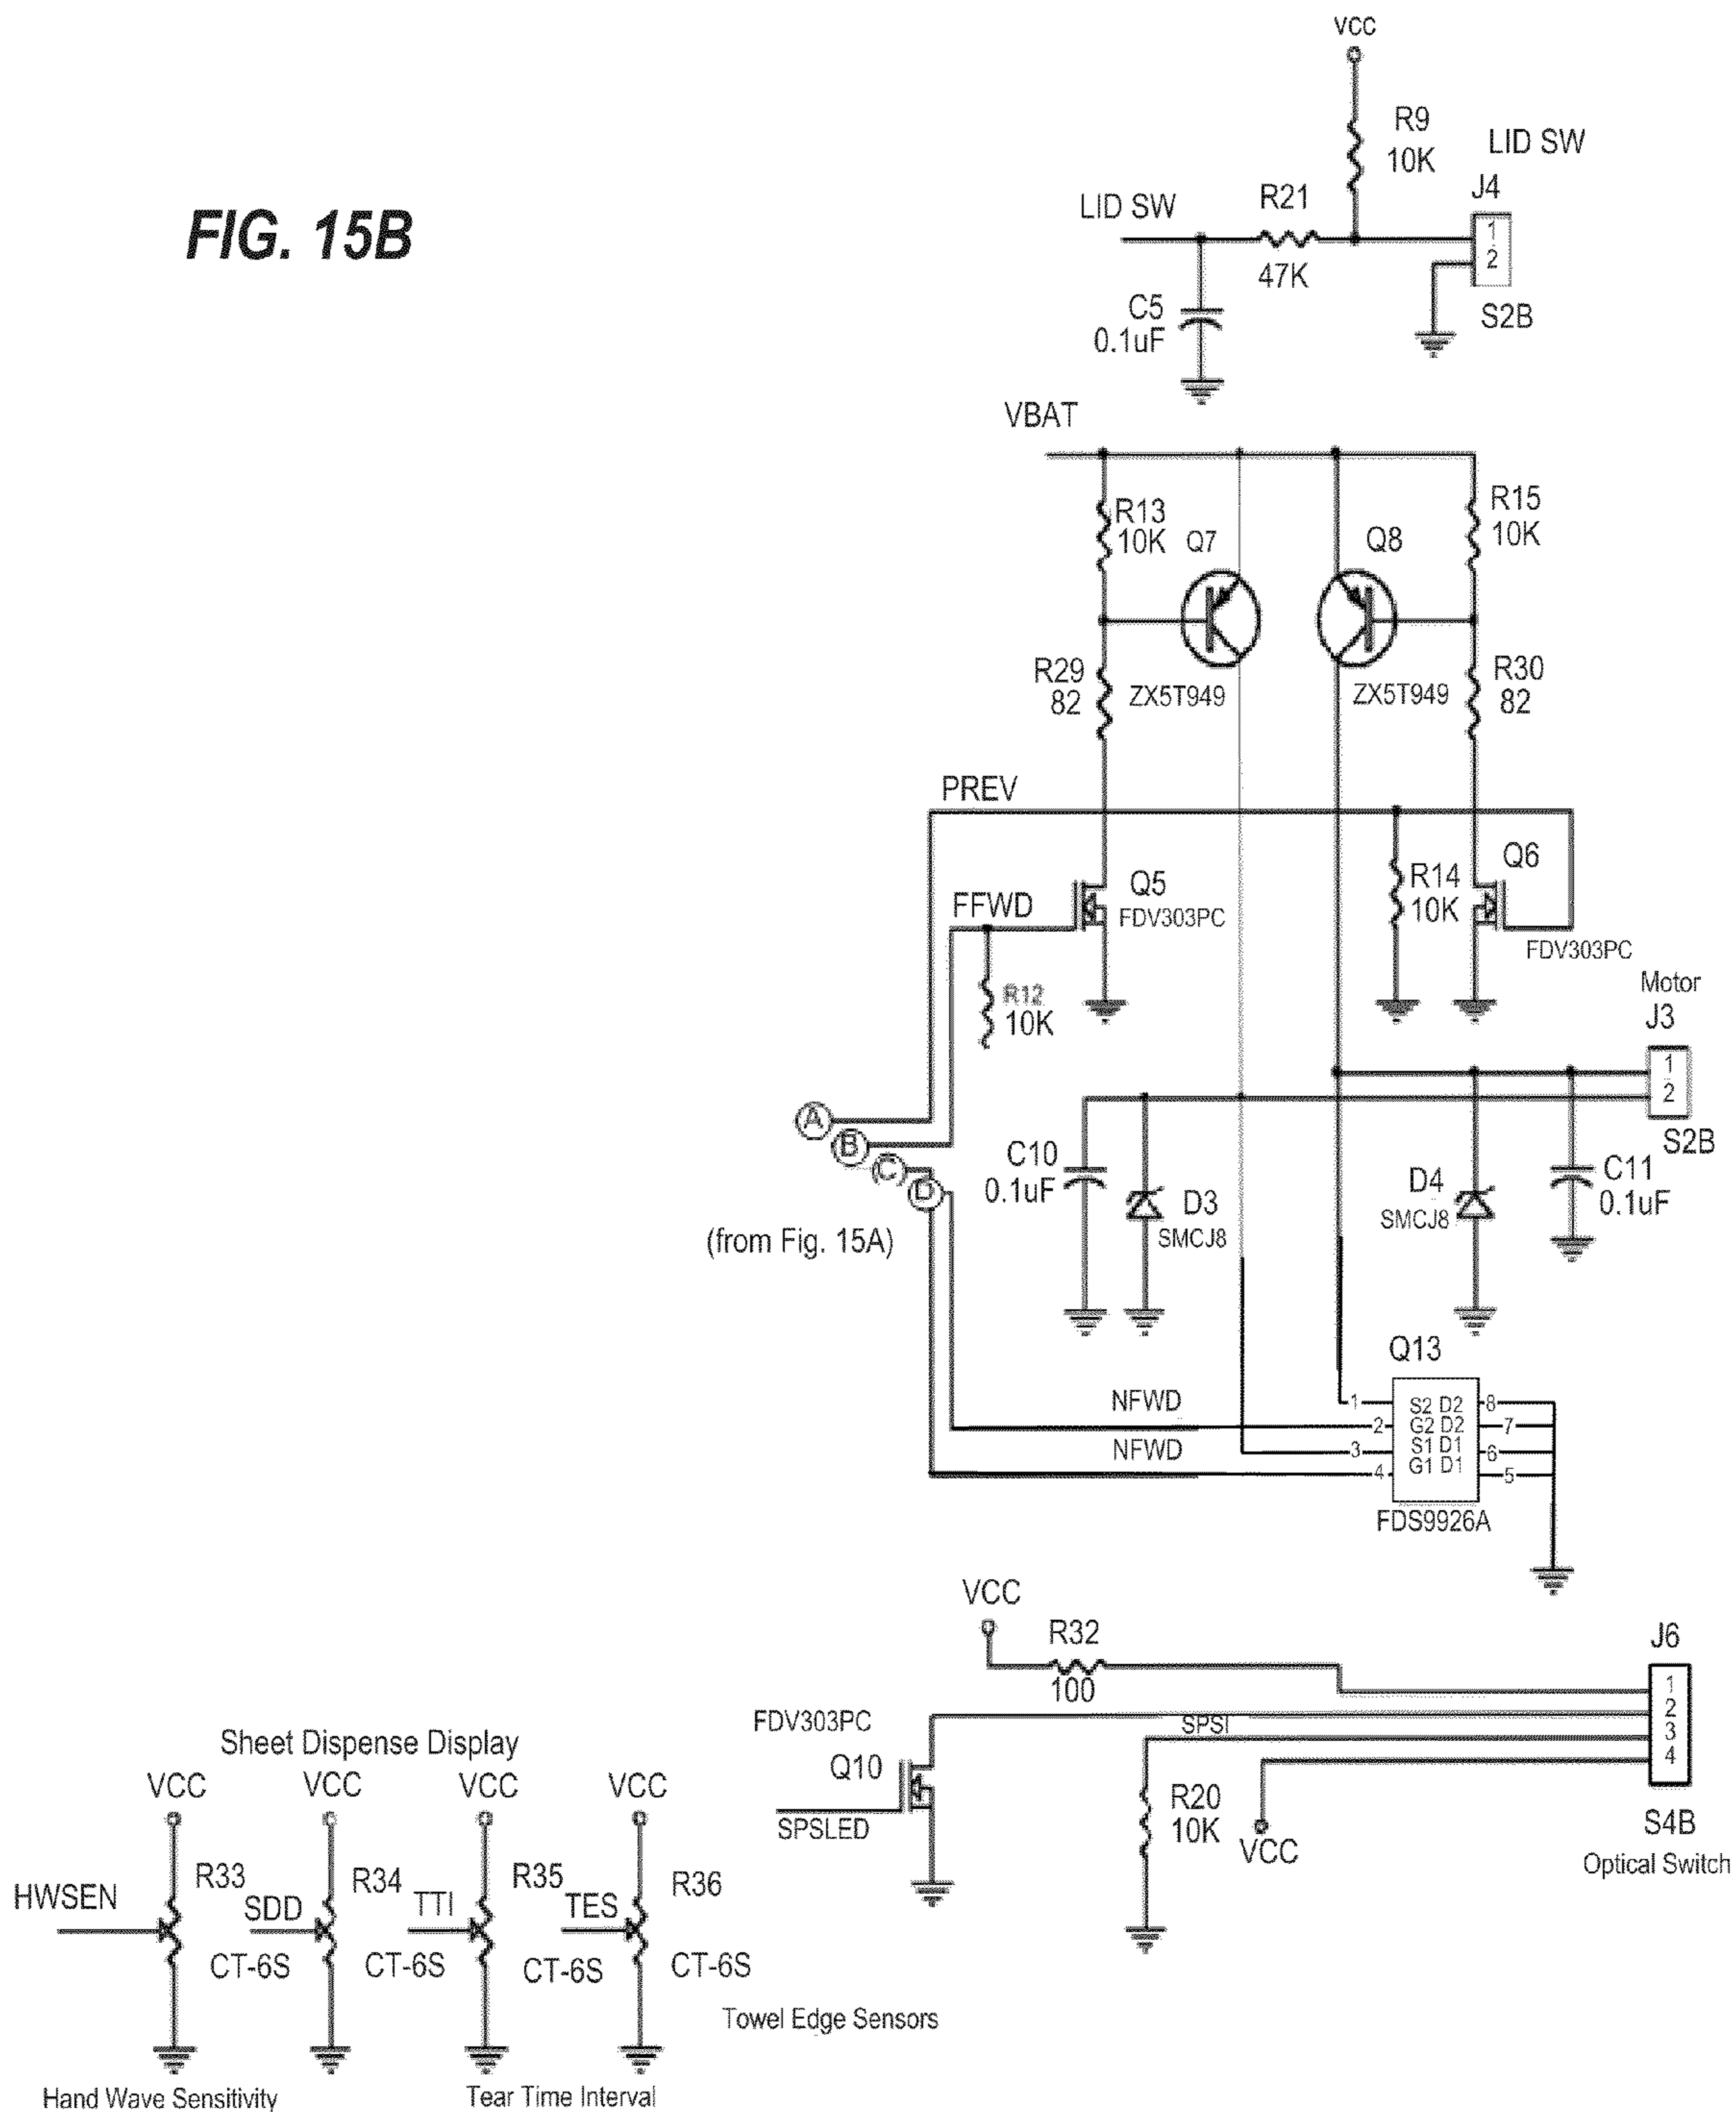 FIG. 15B
VCC
R9
10K
LID SW
J4
LID SW
R21
47K
1
2
S2B
C5
0.1uF
VBAT
R13
10K
Q7
Q8
R15
10K
R29
82
ZX5T949
ZX5T949
R30
82
PREV
Q5
FDV303PC
FFWD
R12
10K
R14
10K
Q6
FDV303PC
Motor
J3
1
2
S2B
A
B
C
D
(from Fig. 15A)
C10
0.1uF
D3
SMCJ8
D4
SMCJ8
C11
0.1uF
Q13
NFWD
NFWD
1 S2 D2 8
2 G2 D2 7
3 S1 D1 6
4 G1 D1 5
FDS9926A
VCC
R32
100
J6
1
2
3
4
S4B
Optical Switch
FDV303PC
Q10
SPSLED
SPSI
R20
10K
VCC
Sheet Dispense Display
VCC VCC VCC VCC
HWSEN R33 SDD R34 TTI R35 TES R36
CT-6S CT-6S CT-6S CT-6S
Towel Edge Sensors
Hand Wave Sensitivity
Tear Time Interval